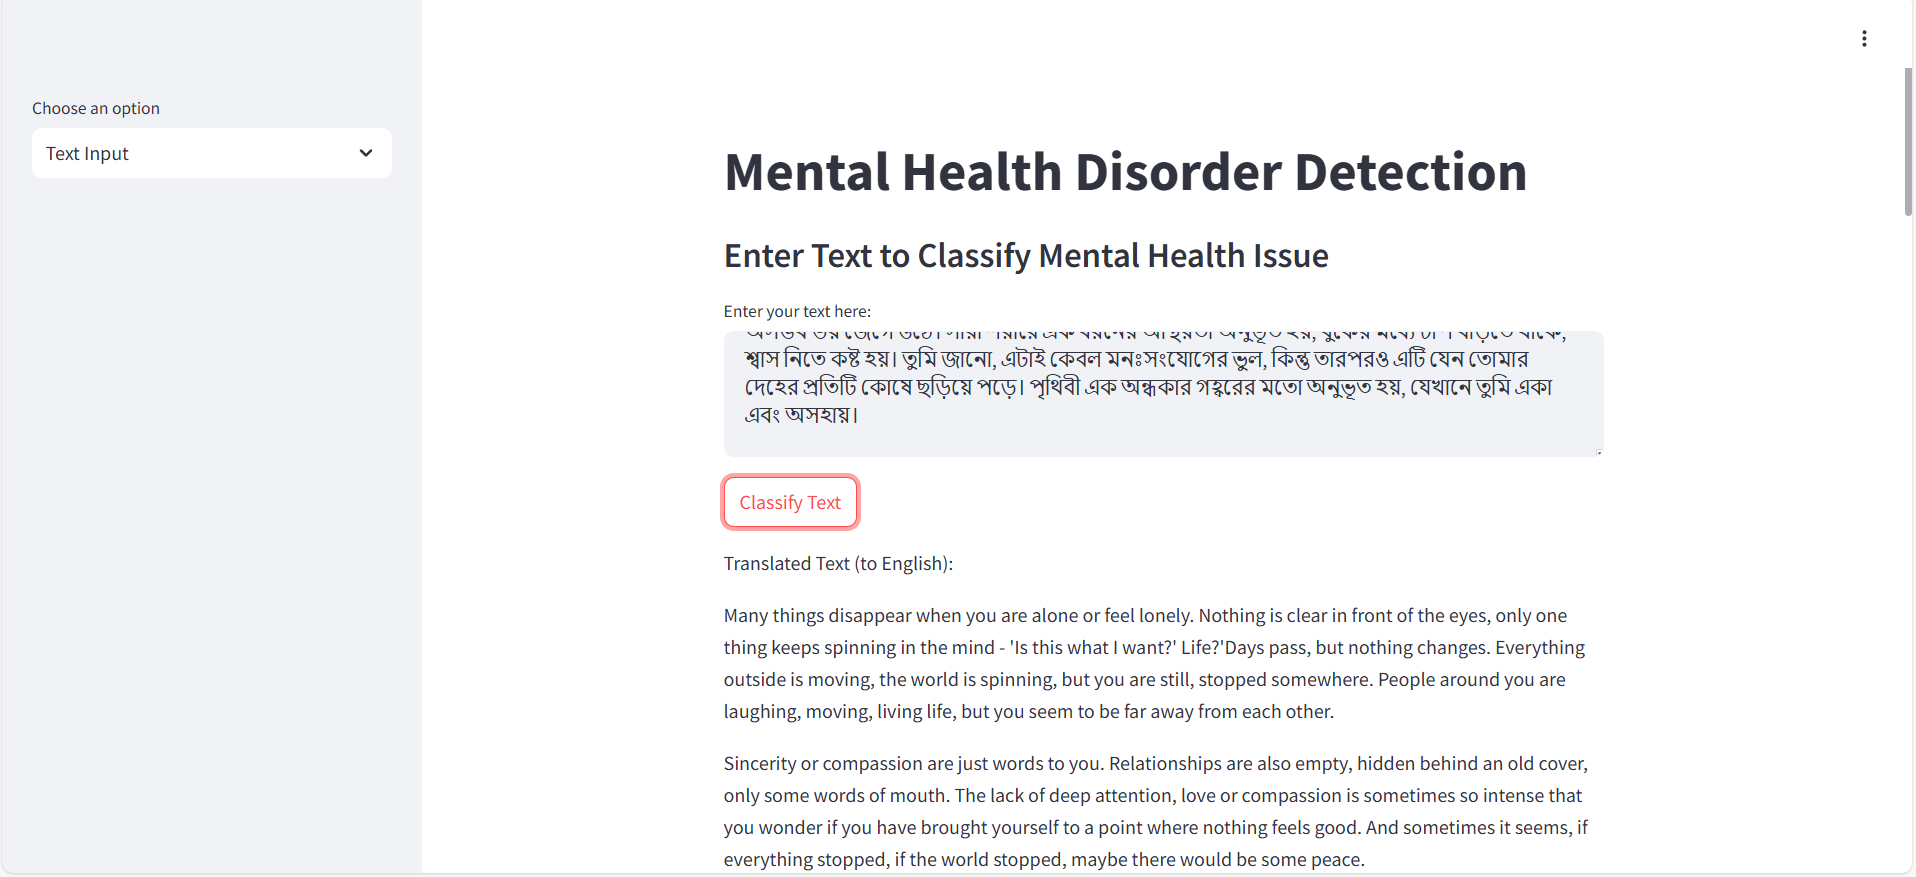 Choose an option
Text Input
Mental Health Disorder Detection
Enter Text to Classify Mental Health Issue
Enter your text here:
শ্বাস নিতে কষ্ট হয়। তুমি জানো, এটাই কেবল মনঃসংযোগের ভুল, কিন্তু তারপরও এটি যেন তোমার
দেহের প্রতিটি কোষে ছড়িয়ে পড়ে। পৃথিবী এক অন্ধকার গহ্বরের মতো অনুভূত হয়, যেখানে তুমি একা
এবং অসহায়।
Classify Text
Translated Text (to English):
Many things disappear when you are alone or feel lonely. Nothing is clear in front of the eyes, only one
thing keeps spinning in the mind - 'Is this what I want?' Life?'Days pass, but nothing changes. Everything
outside is moving, the world is spinning, but you are still, stopped somewhere. People around you are
laughing, moving, living life, but you seem to be far away from each other.
Sincerity or compassion are just words to you. Relationships are also empty, hidden behind an old cover,
only some words of mouth. The lack of deep attention, love or compassion is sometimes so intense that
you wonder if you have brought yourself to a point where nothing feels good. And sometimes it seems, if
everything stopped, if the world stopped, maybe there would be some peace.